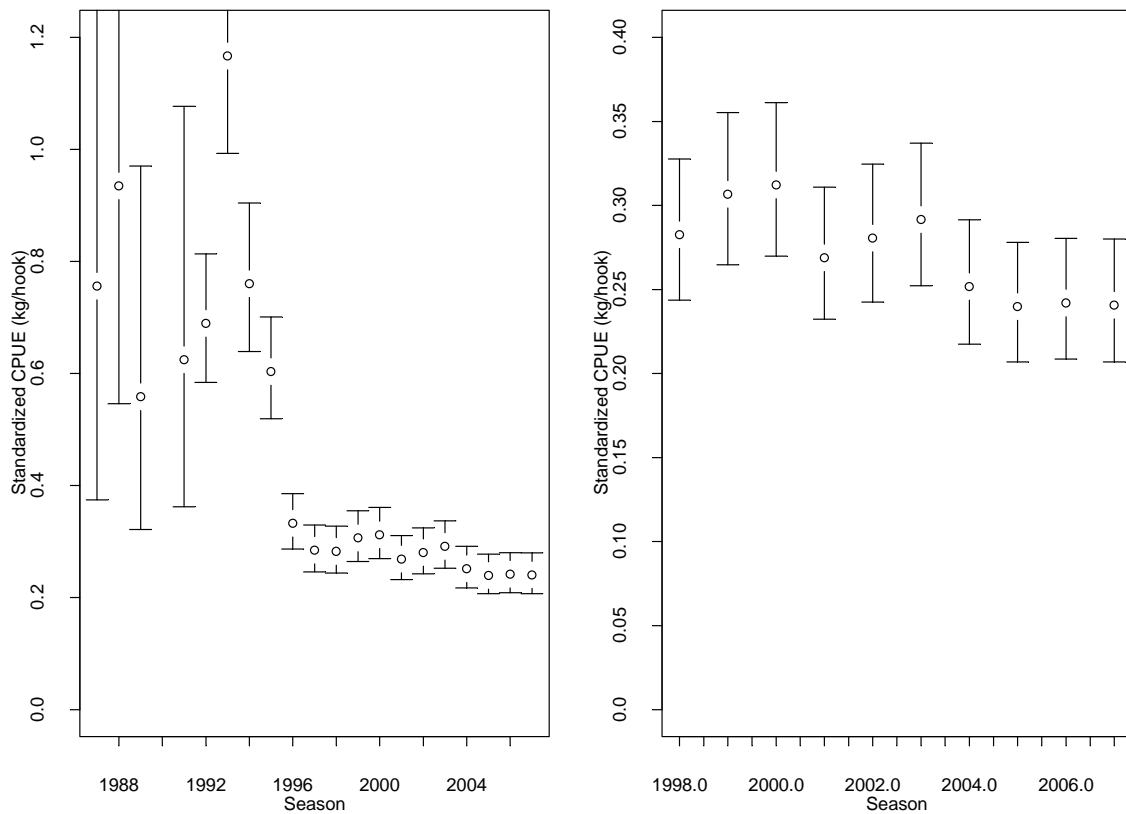 Standardized CPUE (kg/hook)
0.0 0.2 0.4 0.6 0.8 1.0 1.2
1988 1992 1996 2000 2004
Season
Standardized CPUE (kg/hook)
0.00 0.05 0.10 0.15 0.20 0.25 0.30 0.35 0.40
1998.0 2000.0 2002.0 2004.0 2006.0
Season